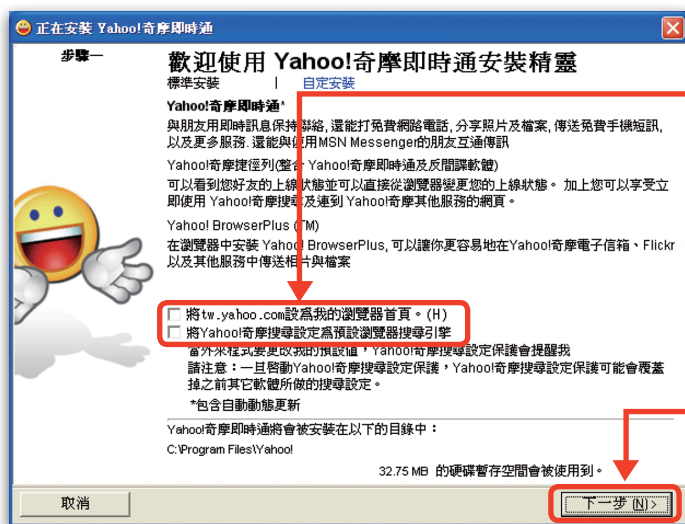 正在安裝 Yahoo!奇摩即時通
步驟一
歡迎使用 Yahoo!奇摩即時通安裝精靈
標準安裝 | 自定安裝
Yahoo!奇摩即時通*
與朋友用即時訊息保持聯絡, 還能打免費網路電話, 分享照片及檔案, 傳送免費手機短訊,
以及更多服務. 還能與使用MSN Messenger的朋友互通傳訊
Yahoo!奇摩捷徑列(整合 Yahoo!奇摩即時通及反間諜軟體)
可以看到您好友的上線狀態並可以直接從瀏覽器變更您的上線狀態。 加上您可以享受立
即使用 Yahoo!奇摩搜尋及連到 Yahoo!奇摩其他服務的網頁。
Yahoo! BrowserPlus (TM)
在瀏覽器中安裝 Yahoo! BrowserPlus, 可以讓你更容易地在Yahoo!奇摩電子信箱、Flickr
以及其他服務中傳送相片與檔案
將tw.yahoo.com設為我的瀏覽器首頁。(H)
將Yahoo!奇摩搜尋設定為預設瀏覽器搜尋引擎
當外來程式要更改我的預設值，Yahoo!奇摩搜尋設定保護會提醒我
請注意：一旦啓動Yahoo!奇摩搜尋設定保護，Yahoo!奇摩搜尋設定保護可能會覆蓋
掉之前其它軟體所做的搜尋設定。
*包含自動動態更新
Yahoo!奇摩即時通將會被安裝在以下的目錄中：
C:\Program Files\Yahoo!
32.75 MB 的硬碟暫存空間會被使用到。
取消
下一步 (N)>